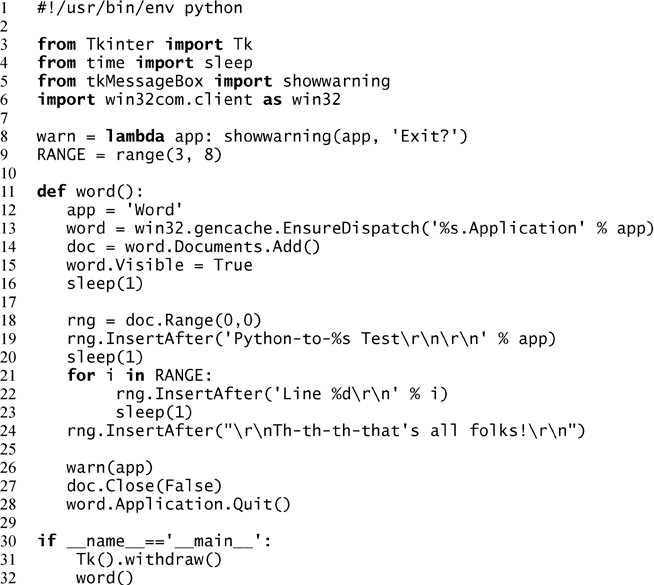 1 #!/usr/bin/env python
2
3 from Tkinter import Tk
4 from time import sleep
5 from tkMessageBox import showwarning
6 import win32com.client as win32
7
8 warn = lambda app: showwarning(app, 'Exit?')
9 RANGE = range(3, 8)
10
11 def word():
12    app = 'Word'
13    word = win32.gencache.EnsureDispatch('%s.Application' % app)
14    doc = word.Documents.Add()
15    word.Visible = True
16    sleep(1)
17
18    rng = doc.Range(0,0)
19    rng.InsertAfter('Python-to-%s Test\r\n\r\n' % app)
20    sleep(1)
21    for i in RANGE:
22         rng.InsertAfter('Line %d\r\n' % i)
23         sleep(1)
24    rng.InsertAfter("\r\nTh-th-th-that's all folks!\r\n")
25
26    warn(app)
27    doc.Close(False)
28    word.Application.Quit()
29
30 if __name__=='__main__':
31     Tk().withdraw()
32     word()